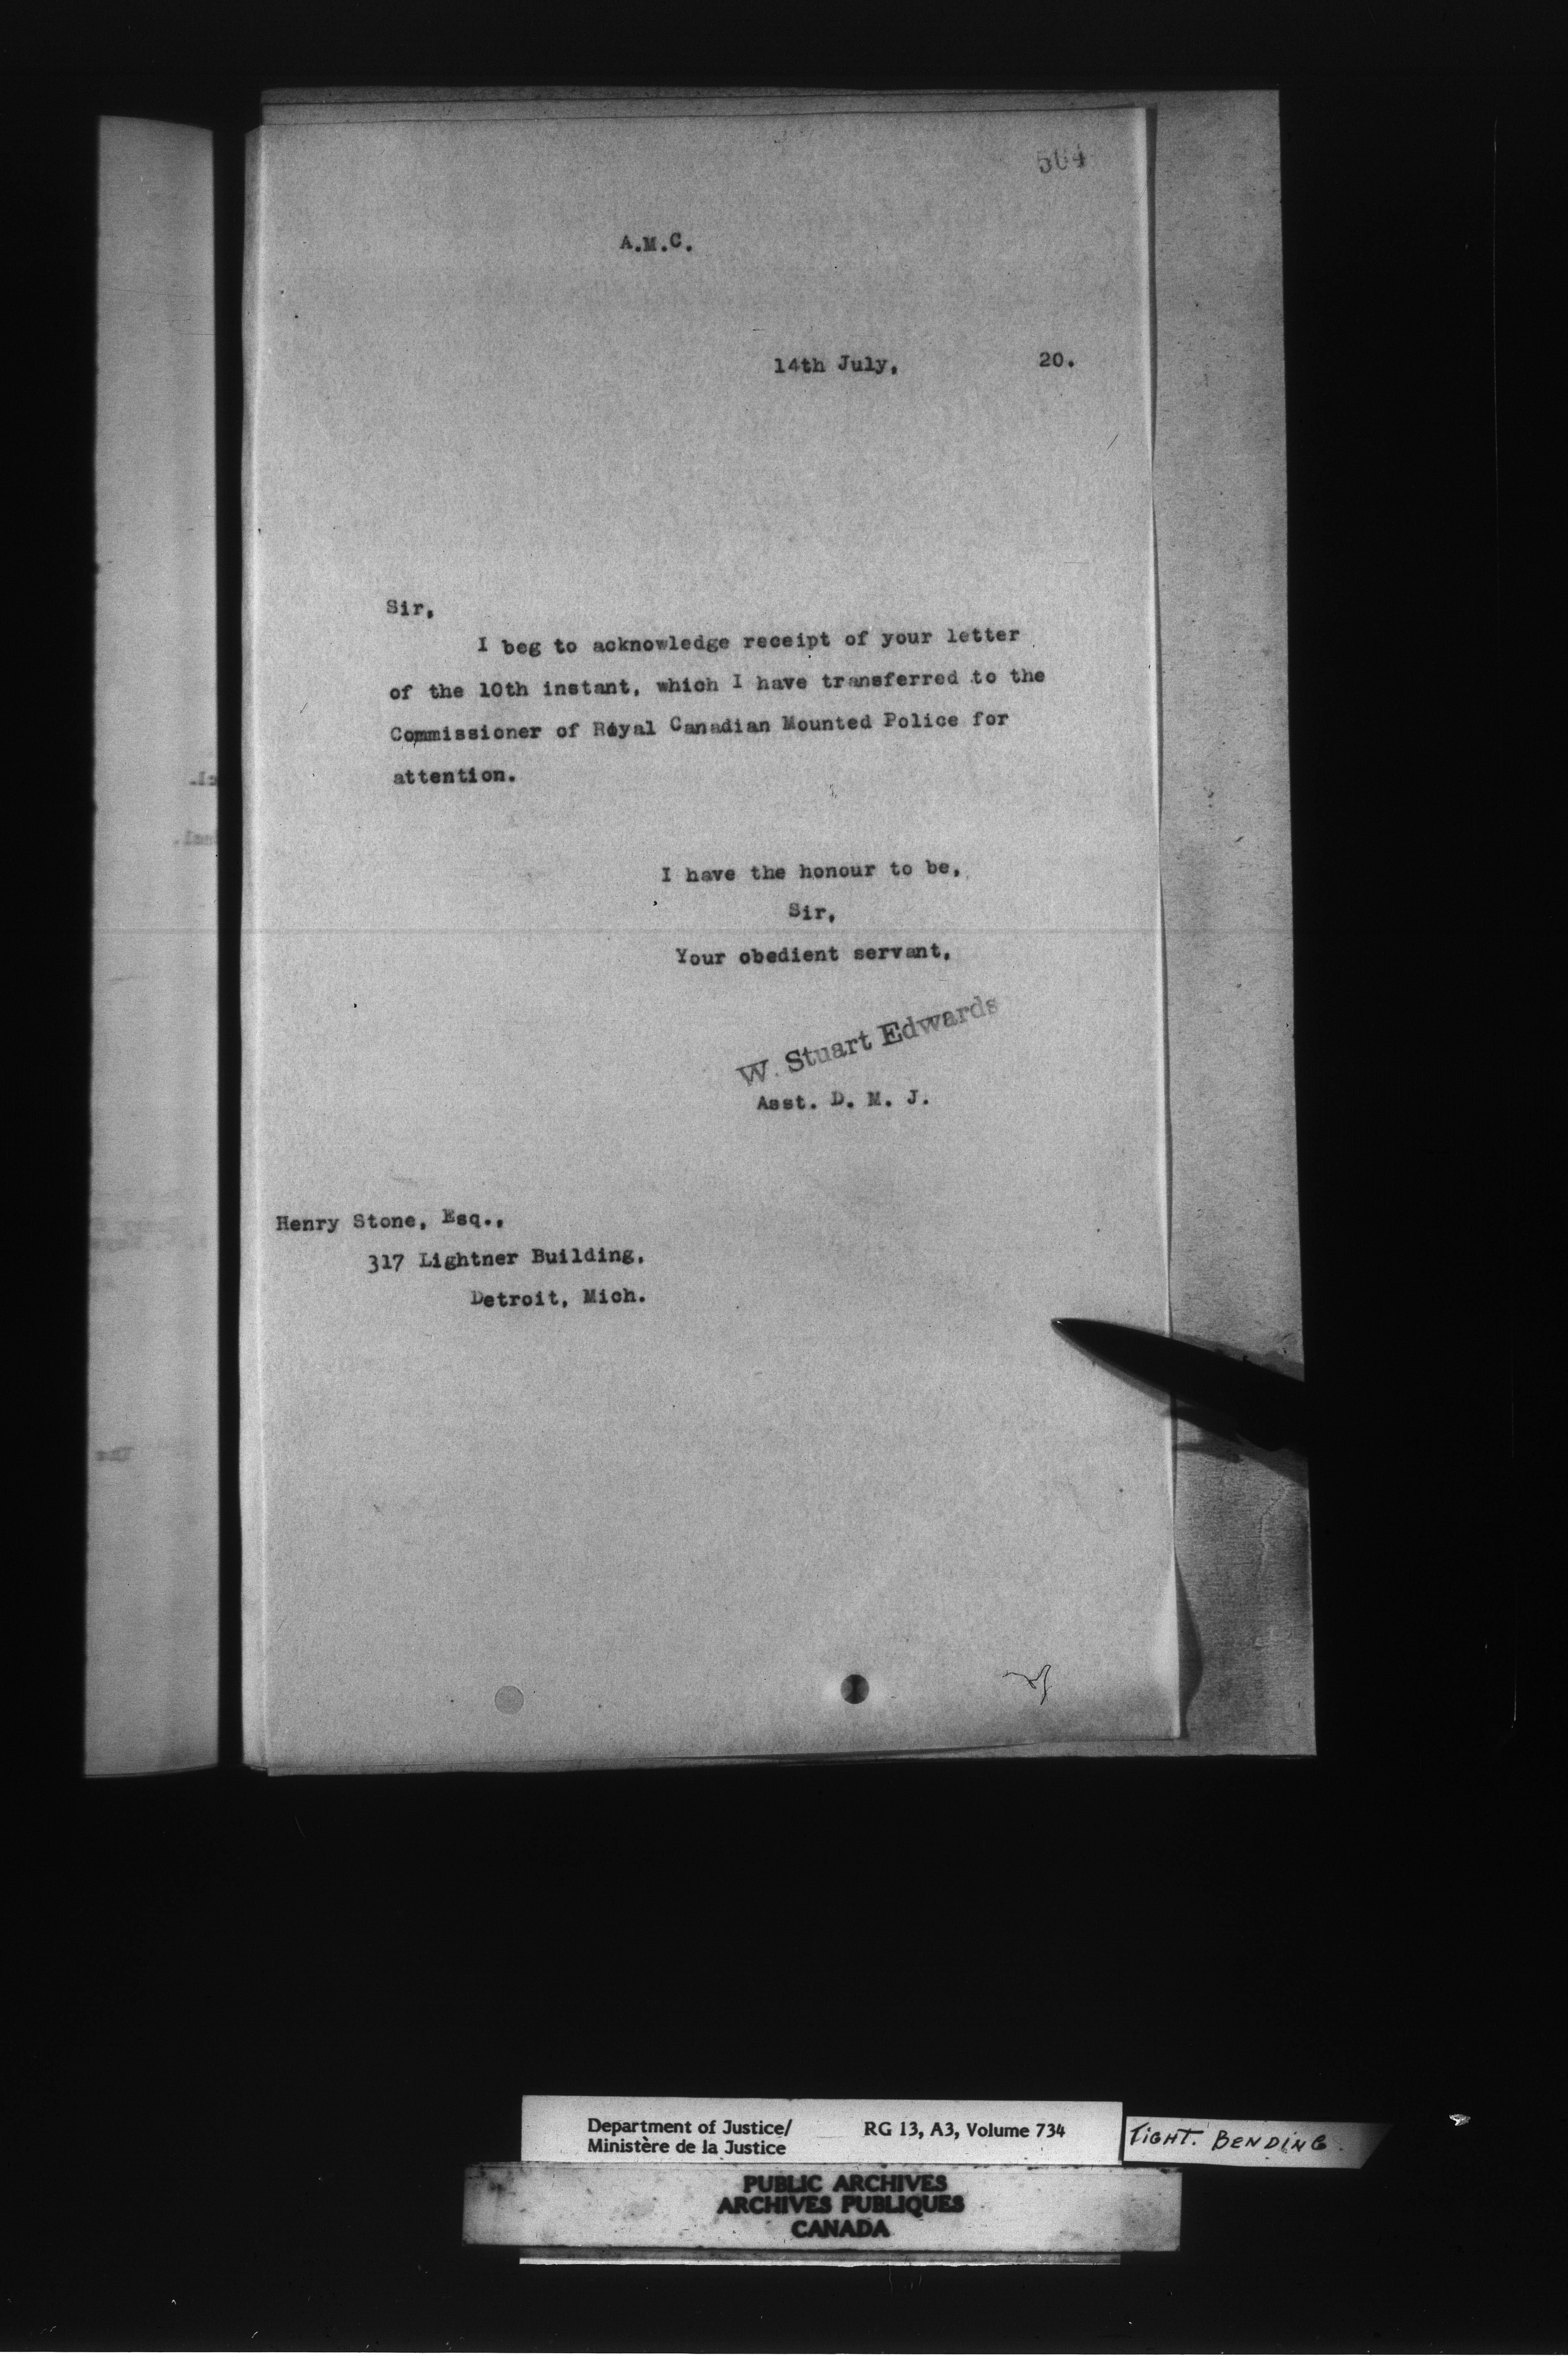 504
A.M.C.
14th July, 20.
Sir,
I beg to acknowledge receipt of your letter
of the 10th instant, which I have transferred to the
Commissioner of Royal Canadian Mounted Police for
attention.
I have the honour to be,
Sir,
Your obedient servant,
W. Stuart Edwards
Asst. D. M. J.
Henry Stone, Esq.,
317 Lightner Building,
Detroit, Mich.
Department of Justice/ RG 13, A3, Volume 734
Ministère de la Justice
TIGHT. BENDING.
PUBLIC ARCHIVES
ARCHIVES PUBLIQUES
CANADA